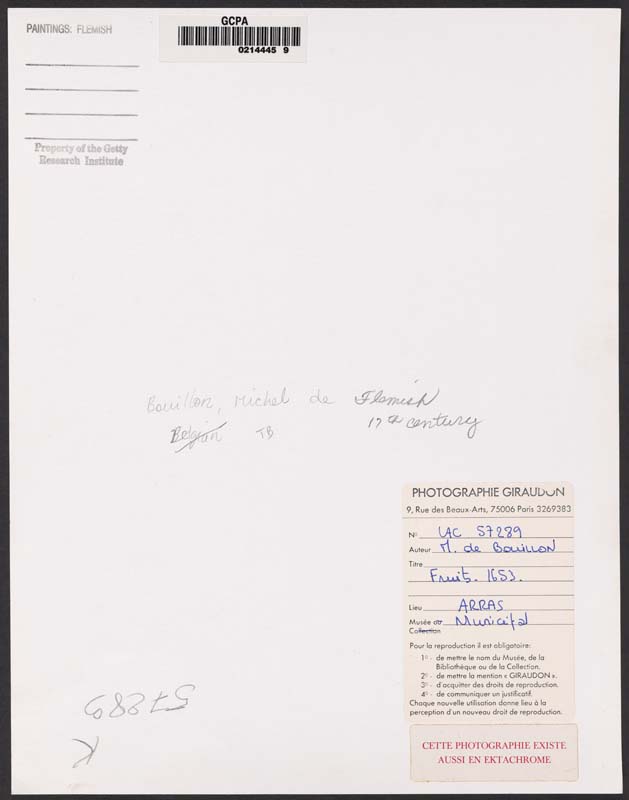 PAINTINGS: FLEMISH
GCPA
0214445 9
Property of the Getty
Research Institute
Bouillon, Michel de Flemish
Belgian TB 17th century
PHOTOGRAPHIE GIRAUDON
9, Rue des Beaux-Arts, 75006 Paris 3269383
N° LAC 57289
Auteur M. de Bouillon
Titre
Fruits. 1653.
Lieu ARRAS
Musée ou Municipal
Collection
Pour la reproduction il est obligatoire:
1° - de mettre le nom du Musée, de la
Bibliothèque ou de la Collection.
2° - de mettre la mention « GIRAUDON ».
3° - d'acquitter des droits de reproduction.
4° - de communiquer un justificatif.
Chaque nouvelle utilisation donne lieu à la
perception d'un nouveau droit de reproduction.
CETTE PHOTOGRAPHIE EXISTE
AUSSI EN EKTACHROME
57289
K